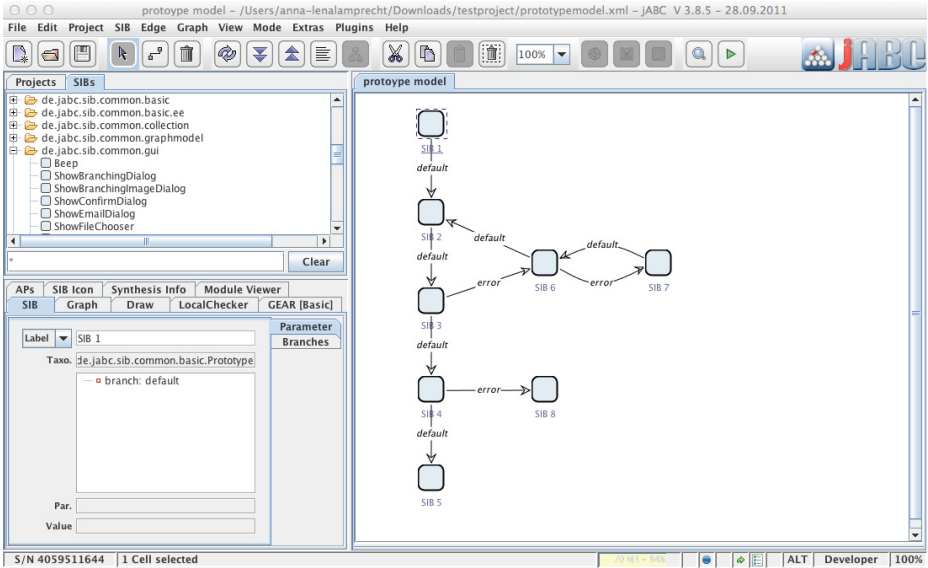 protoype model – /Users/anna-lenalamprecht/Downloads/testproject/prototypemodel.xml – jABC V 3.8.5 – 28.09.2011
File Edit Project SIB Edge Graph View Mode Extras Plugins Help
100%
jABC
Projects SIBs
de.jabc.sib.common.basic
de.jabc.sib.common.basic.ee
de.jabc.sib.common.collection
de.jabc.sib.common.graphmodel
de.jabc.sib.common.gui
Beep
ShowBranchingDialog
ShowBranchingImageDialog
ShowConfirmDialog
ShowEmailDialog
ShowFileChooser
* Clear
APs SIB Icon Synthesis Info Module Viewer
SIB Graph Draw LocalChecker GEAR [Basic]
Parameter
Branches
Label SIB 1
Taxo. de.jabc.sib.common.basic.Prototype
branch: default
Par.
Value
protoype model
SIB 1
default
SIB 2
default
default
default
error
SIB 6
error
SIB 7
SIB 3
default
error
SIB 4
SIB 8
default
SIB 5
S/N 4059511644 1 Cell selected
ALT Developer 100%